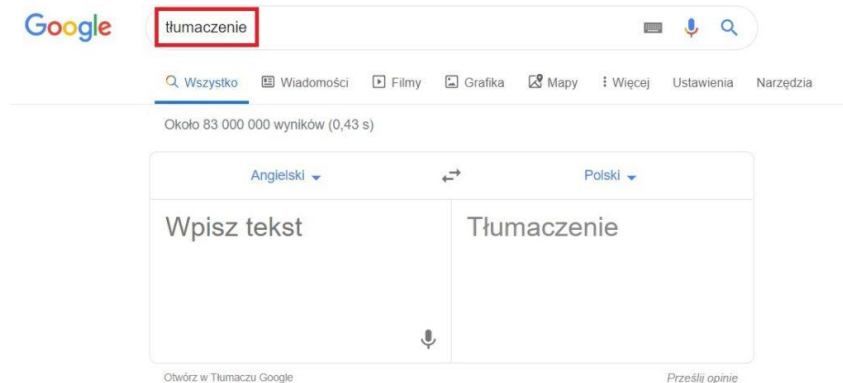 Google tłumaczenie
Wszystko Wiadomości Filmy Grafika Mapy Więcej Ustawienia Narzędzia
Około 83 000 000 wyników (0,43 s)
Angielski Polski
Wpisz tekst Tłumaczenie
Otwórz w Tłumaczu Google Prześlij opinię